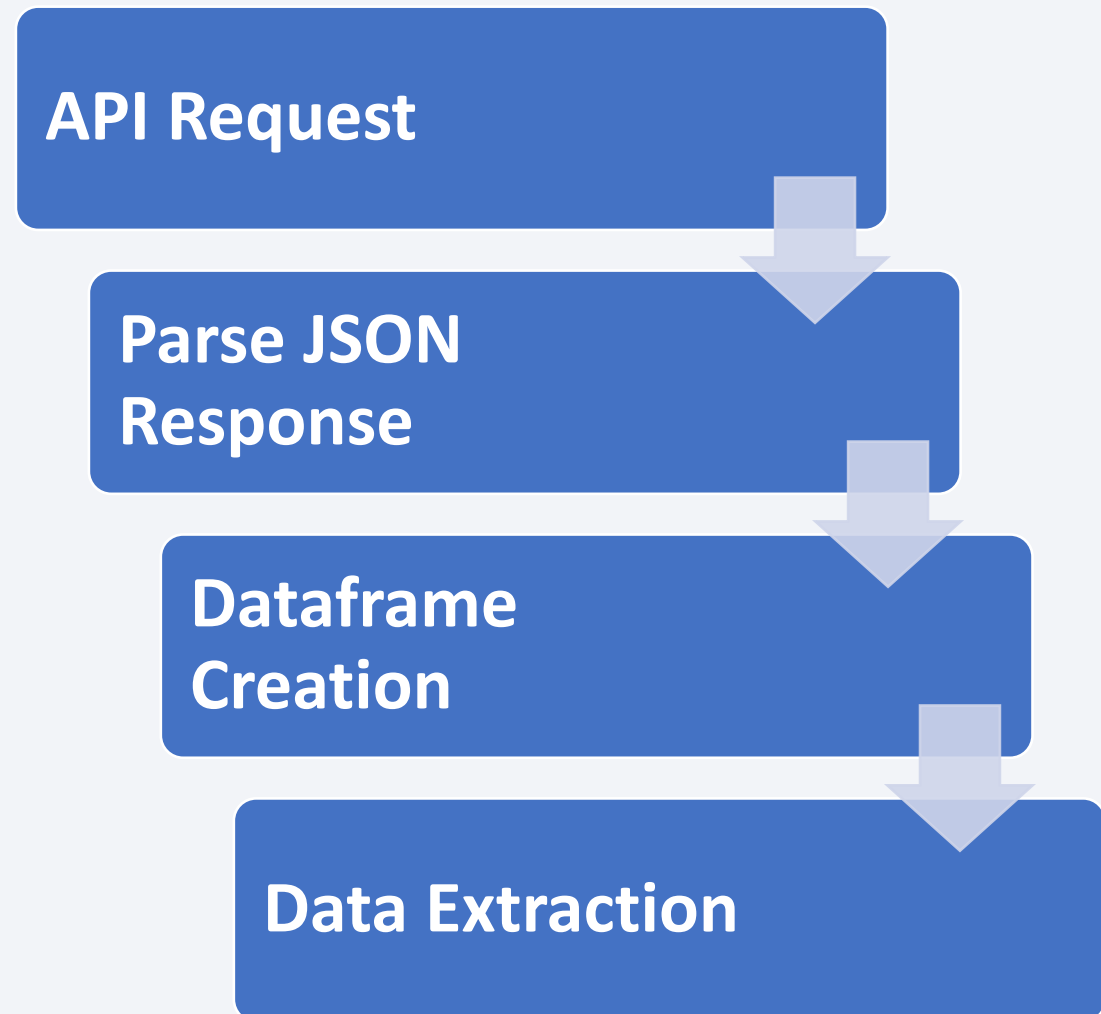 API Request
Parse JSON
Response
Dataframe
Creation
Data Extraction